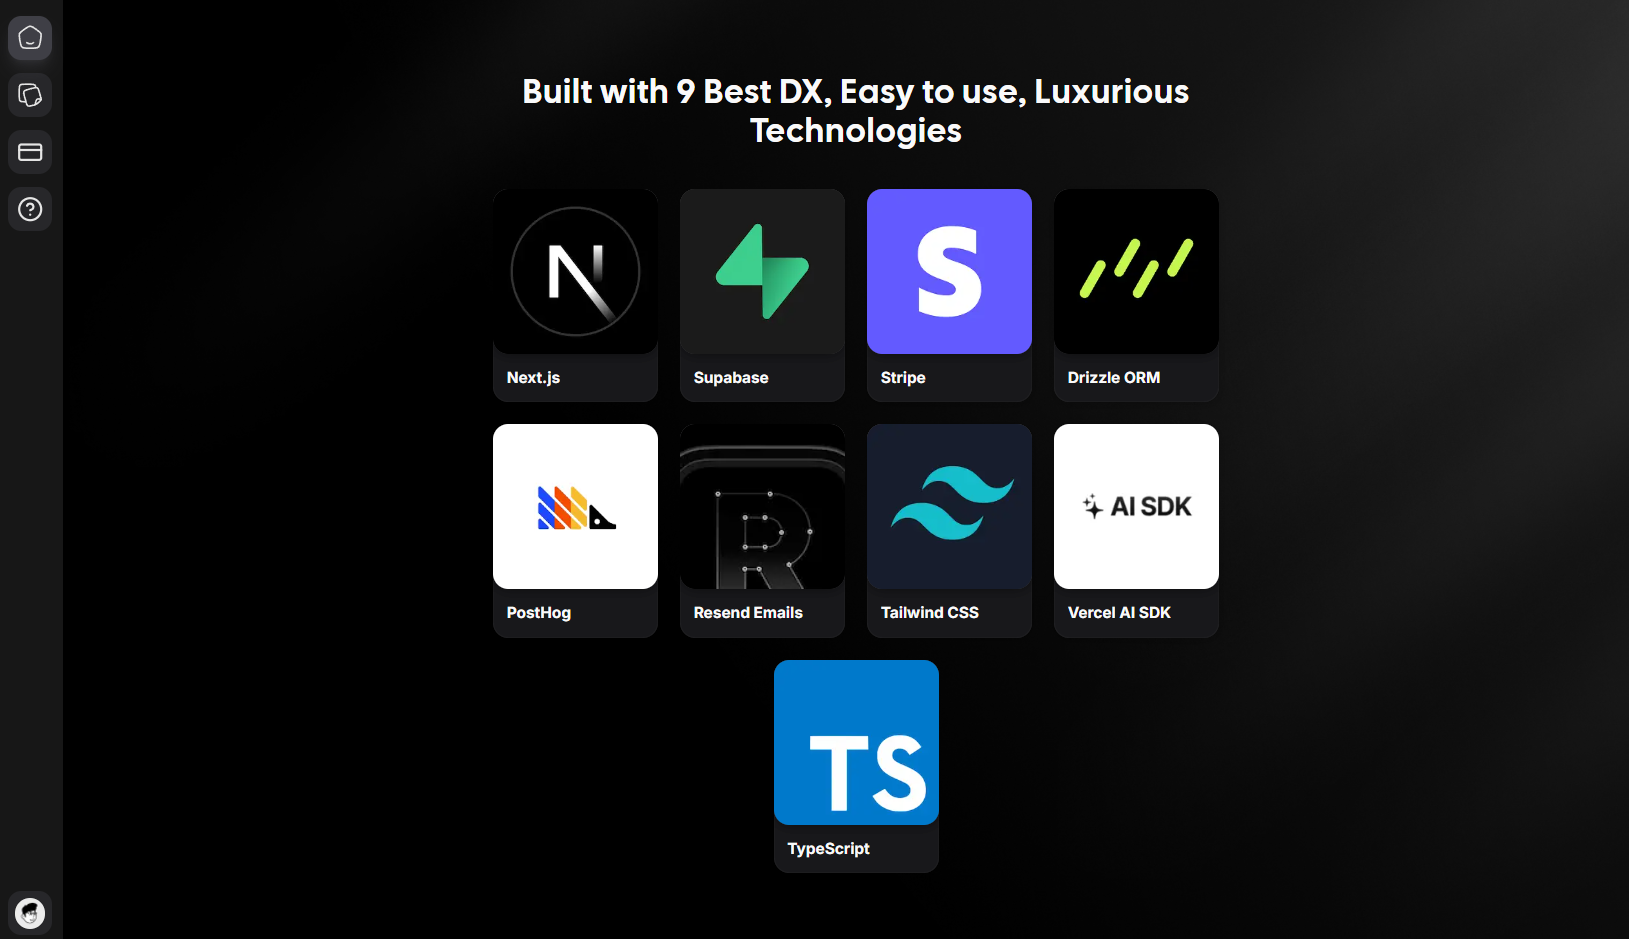 Built with 9 Best DX, Easy to use, Luxurious
Technologies
N
S
Next.js
Supabase
Stripe
Drizzle ORM
R
AI SDK
PostHog
Resend Emails
Tailwind CSS
Vercel AI SDK
TS
TypeScript